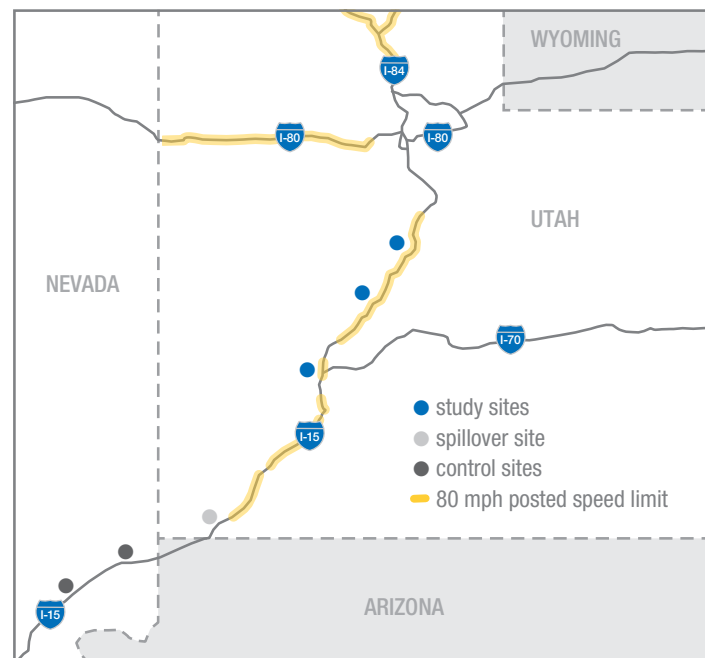 WYOMING
I-84
I-80
I-80
UTAH
NEVADA
I-70
study sites
spillover site
I-15
control sites
80 mph posted speed limit
I-15
ARIZONA